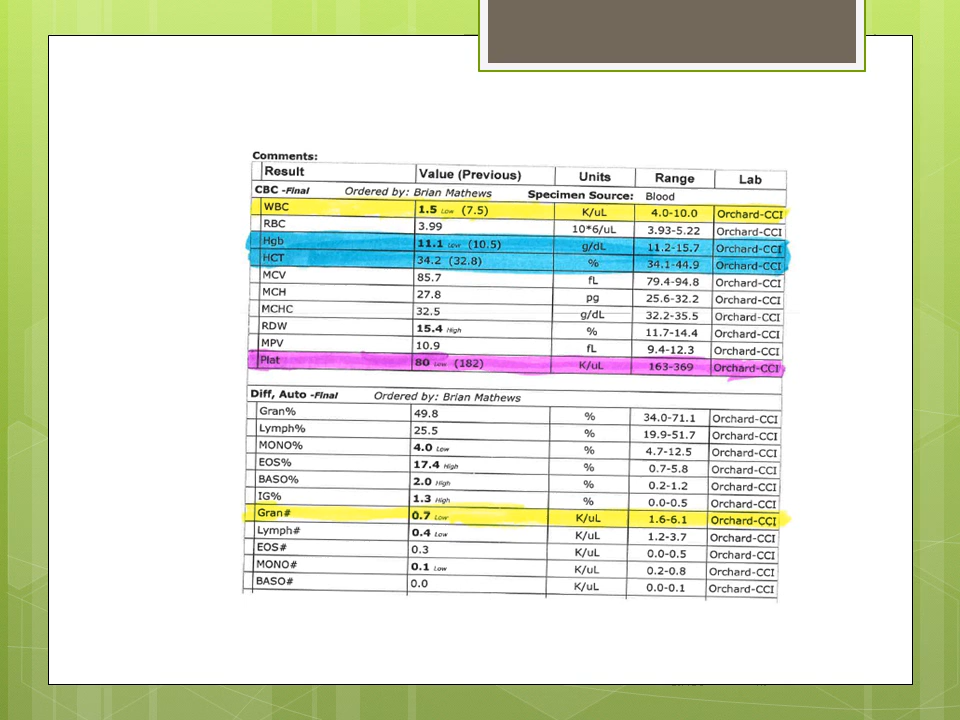 Comments:
Result Value (Previous) Units Range Lab
CBC -Final Ordered by: Brian Mathews Specimen Source: Blood
WBC 1.5 Low (7.5) K/uL 4.0-10.0 Orchard-CCI
RBC 3.99 10*6/uL 3.93-5.22 Orchard-CCI
Hgb 11.1 Low (10.5) g/dL 11.2-15.7 Orchard-CCI
HCT 34.2 (32.8) % 34.1-44.9 Orchard-CCI
MCV 85.7 fL 79.4-94.8 Orchard-CCI
MCH 27.8 pg 25.6-32.2 Orchard-CCI
MCHC 32.5 g/dL 32.2-35.5 Orchard-CCI
RDW 15.4 High % 11.7-14.4 Orchard-CCI
MPV 10.9 fL 9.4-12.3 Orchard-CCI
Plat 80 Low (182) K/uL 163-369 Orchard-CCI
Diff, Auto -Final Ordered by: Brian Mathews
Gran% 49.8 % 34.0-71.1 Orchard-CCI
Lymph% 25.5 % 19.9-51.7 Orchard-CCI
MONO% 4.0 Low % 4.7-12.5 Orchard-CCI
EOS% 17.4 High % 0.7-5.8 Orchard-CCI
BASO% 2.0 High % 0.2-1.2 Orchard-CCI
IG% 1.3 High % 0.0-0.5 Orchard-CCI
Gran# 0.7 Low K/uL 1.6-6.1 Orchard-CCI
Lymph# 0.4 Low K/uL 1.2-3.7 Orchard-CCI
EOS# 0.3 K/uL 0.0-0.5 Orchard-CCI
MONO# 0.1 Low K/uL 0.2-0.8 Orchard-CCI
BASO# 0.0 K/uL 0.0-0.1 Orchard-CCI